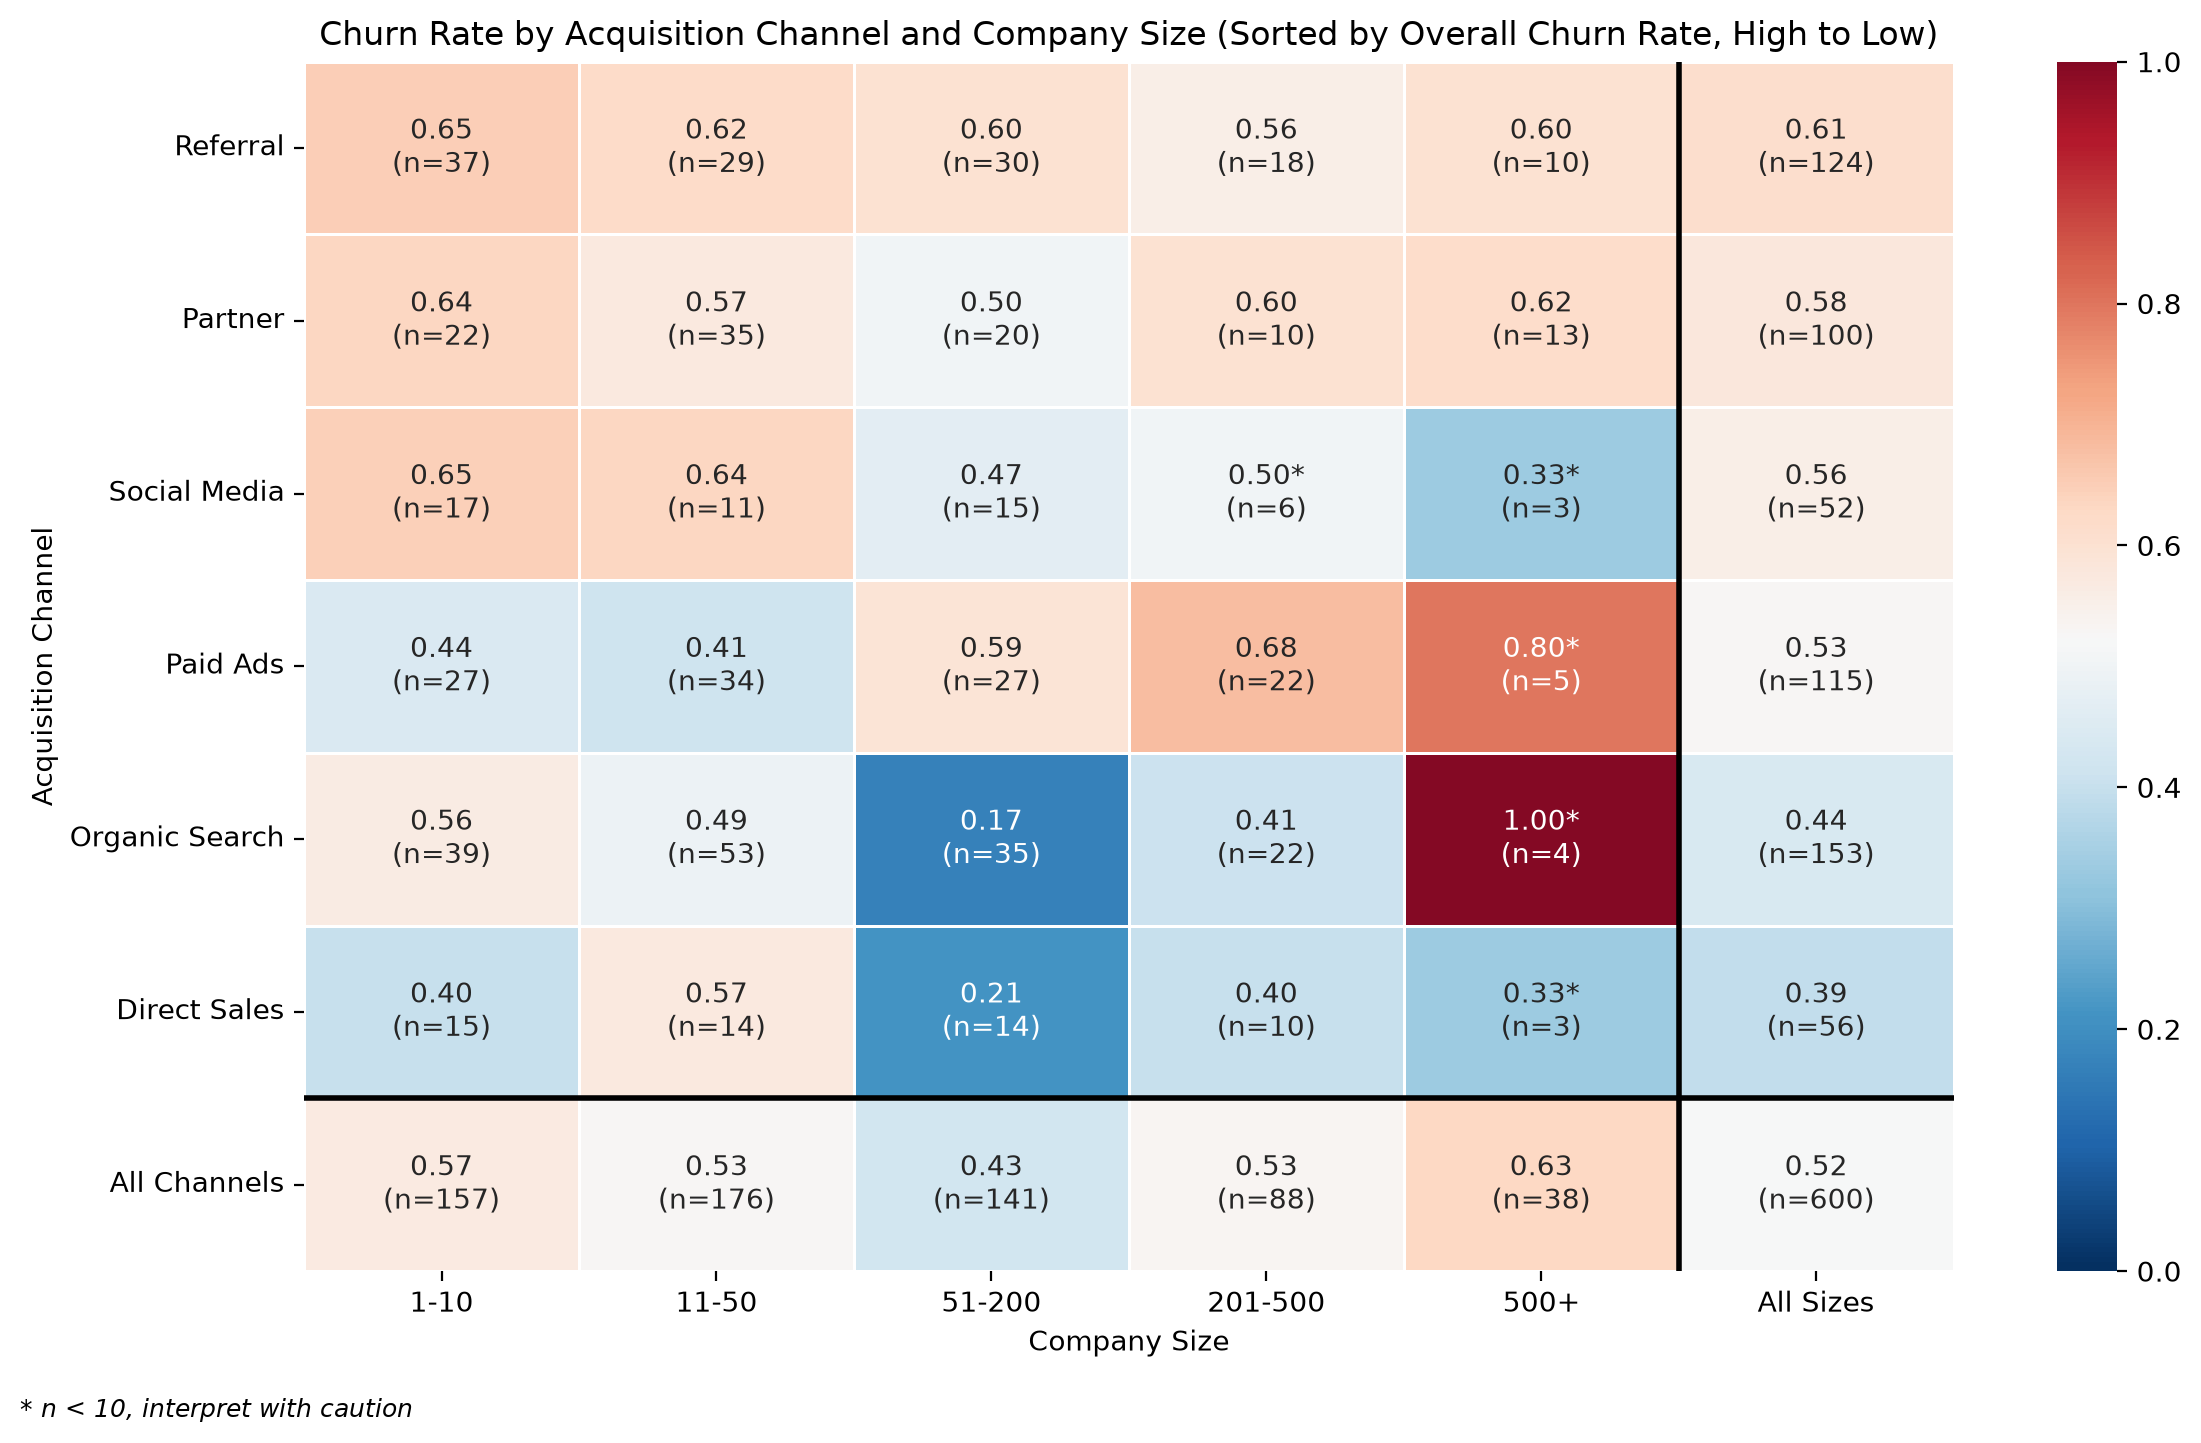 Churn Rate by Acquisition Channel and Company Size (Sorted by Overall Churn Rate, High to Low)
Acquisition Channel
Referral
0.65
(n=37)
0.62
(n=29)
0.60
(n=30)
0.56
(n=18)
0.60
(n=10)
0.61
(n=124)
Partner
0.64
(n=22)
0.57
(n=35)
0.50
(n=20)
0.60
(n=10)
0.62
(n=13)
0.58
(n=100)
Social Media
0.65
(n=17)
0.64
(n=11)
0.47
(n=15)
0.50*
(n=6)
0.33*
(n=3)
0.56
(n=52)
Paid Ads
0.44
(n=27)
0.41
(n=34)
0.59
(n=27)
0.68
(n=22)
0.80*
(n=5)
0.53
(n=115)
Organic Search
0.56
(n=39)
0.49
(n=53)
0.17
(n=35)
0.41
(n=22)
1.00*
(n=4)
0.44
(n=153)
Direct Sales
0.40
(n=15)
0.57
(n=14)
0.21
(n=14)
0.40
(n=10)
0.33*
(n=3)
0.39
(n=56)
All Channels
0.57
(n=157)
0.53
(n=176)
0.43
(n=141)
0.53
(n=88)
0.63
(n=38)
0.52
(n=600)
1-10
11-50
51-200
201-500
500+
All Sizes
Company Size
1.0
0.8
0.6
0.4
0.2
0.0
* n < 10, interpret with caution